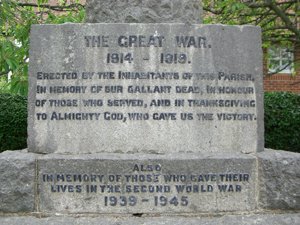 THE GREAT WAR.
1914 - 1919.
ERECTED BY THE INHABITANTS OF THIS PARISH,
IN MEMORY OF OUR GALLANT DEAD, IN HONOUR
OF THOSE WHO SERVED, AND IN THANKSGIVING
TO ALMIGHTY GOD, WHO GAVE US THE VICTORY.
ALSO
IN MEMORY OF THOSE WHO GAVE THEIR
LIVES IN THE SECOND WORLD WAR
1939 - 1945